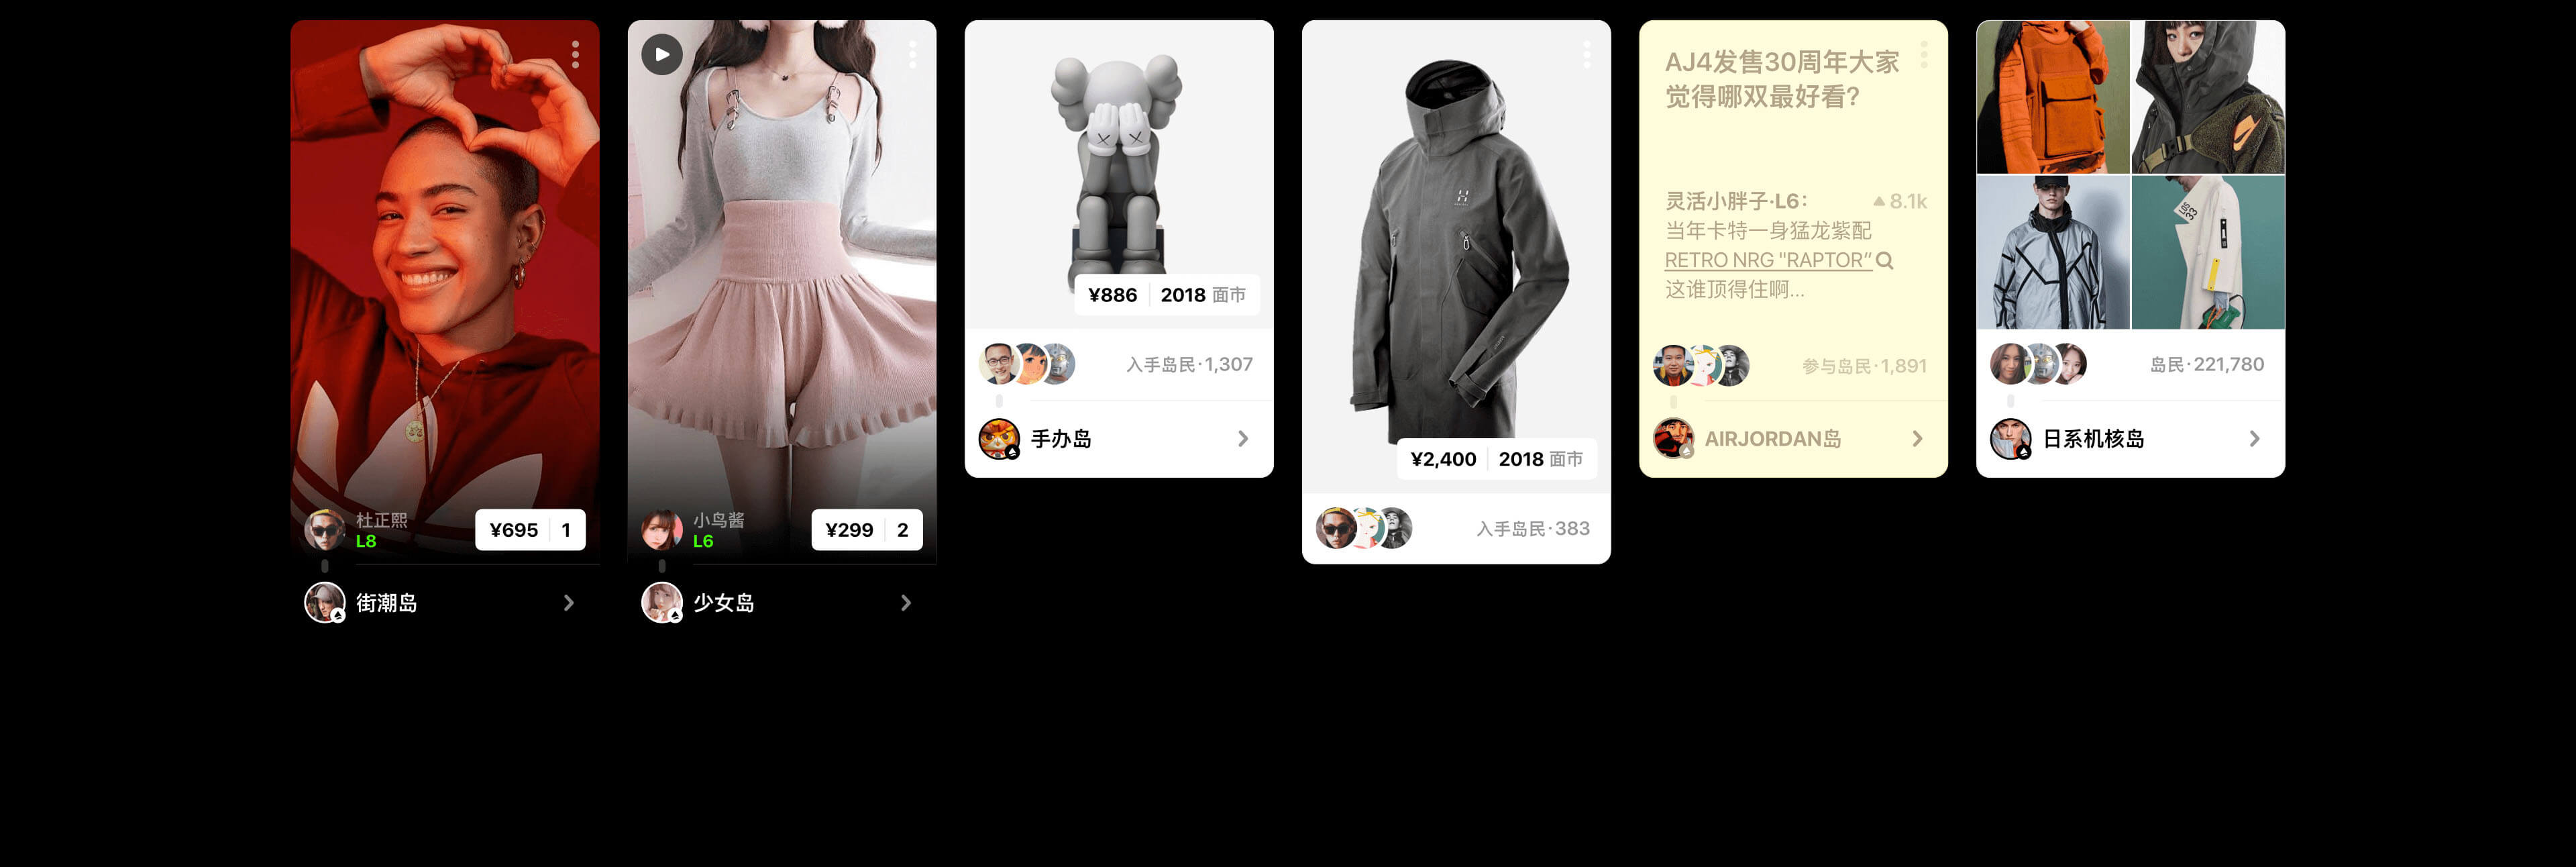 杜正熙
L8
¥695 1
街潮岛
小鸟酱
L6
¥299 2
少女岛
¥886 2018 面市
入手岛民·1,307
手办岛
¥2,400 2018 面市
入手岛民·383
AJ4发售30周年大家
觉得哪双最好看?
灵活小胖子·L6: 8.1k
当年卡特一身猛龙紫配
RETRO NRG "RAPTOR"
这谁顶得住啊...
参与岛民·1,891
AIRJORDAN岛
岛民·221,780
日系机核岛